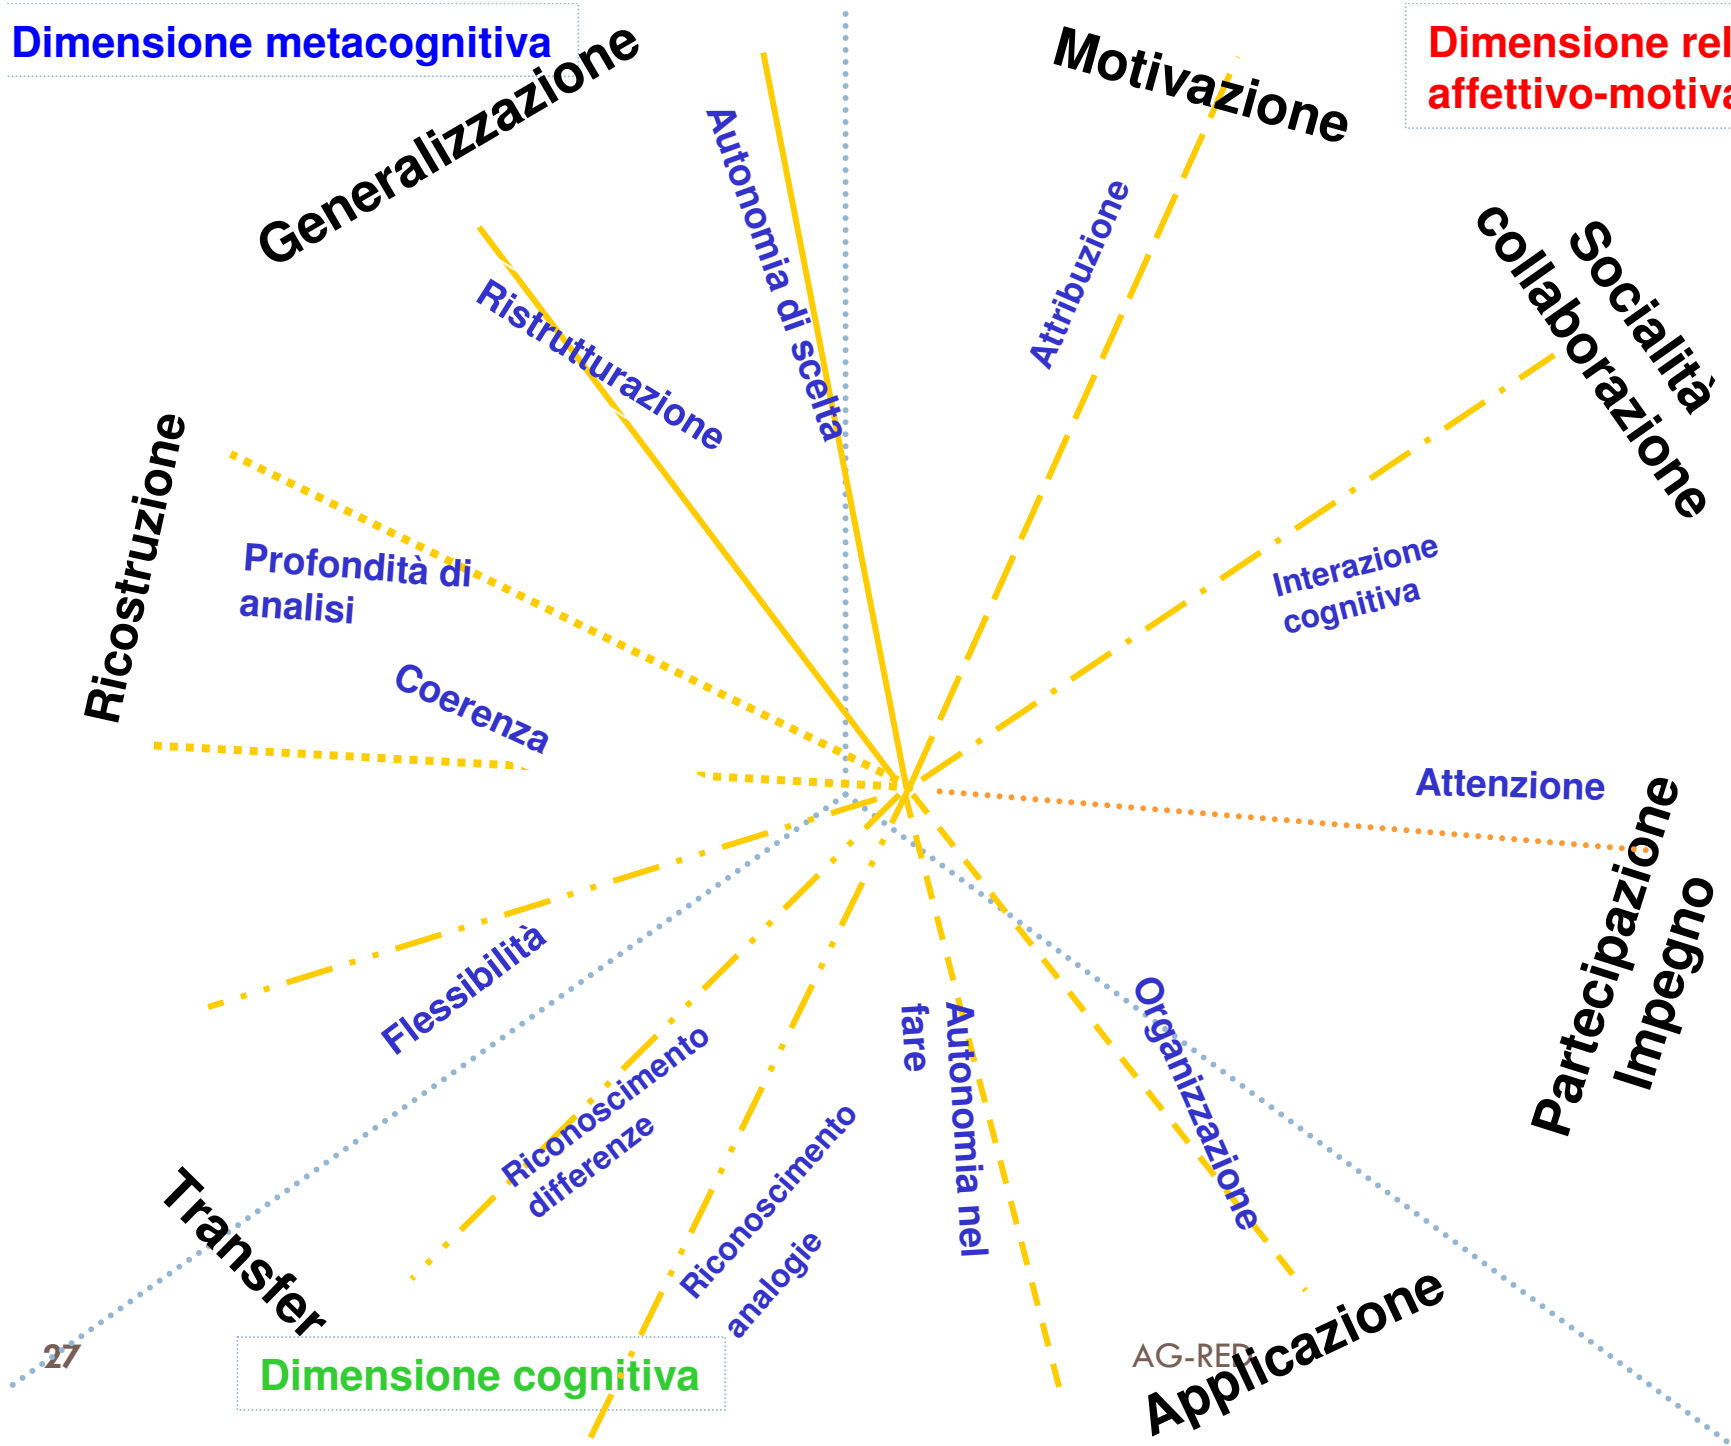 Dimensione metacognitiva
Generalizzazione
Motivazione
Dimensione rel
affettivo-motiva
Autonomia di scelta
Attribuzione
Socialità
collaborazione
Ristrutturazione
Ricostruzione
Profondità di
analisi
Interazione
cognitiva
Coerenza
Attenzione
Partecipazione
Impegno
Flessibilità
Riconoscimento
differenze
Riconoscimento
analogie
Autonomia nel
fare
Organizzazione
Transfer
Applicazione
27
Dimensione cognitiva
AG-RED